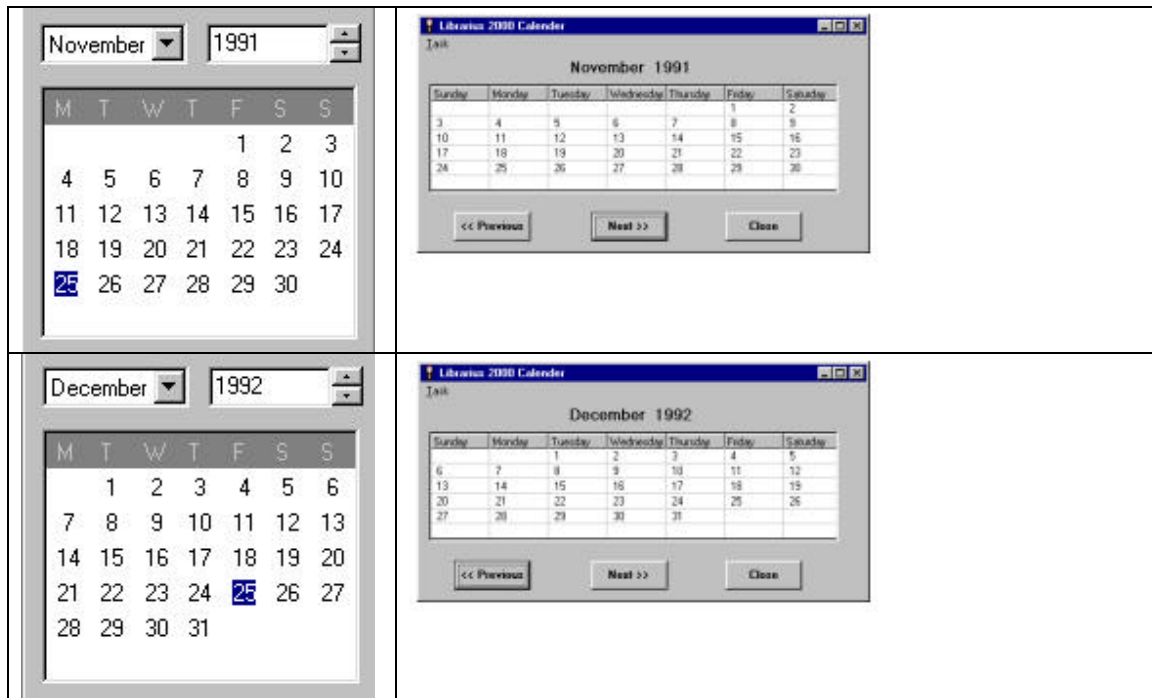 November 1991
M T W T F S S
1 2 3
4 5 6 7 8 9 10
11 12 13 14 15 16 17
18 19 20 21 22 23 24
25 26 27 28 29 30
Librarius 2000 Calender
Task
November 1991
Sunday Monday Tuesday Wednesday Thursday Friday Saturday
1 2
3 4 5 6 7 8 9
10 11 12 13 14 15 16
17 18 19 20 21 22 23
24 25 26 27 28 29 30
<< Previous Next >> Close
December 1992
M T W T F S S
1 2 3 4 5 6
7 8 9 10 11 12 13
14 15 16 17 18 19 20
21 22 23 24 25 26 27
28 29 30 31
Librarius 2000 Calender
Task
December 1992
Sunday Monday Tuesday Wednesday Thursday Friday Saturday
1 2 3 4 5
6 7 8 9 10 11 12
13 14 15 16 17 18 19
20 21 22 23 24 25 26
27 28 29 30 31
<< Previous Next >> Close